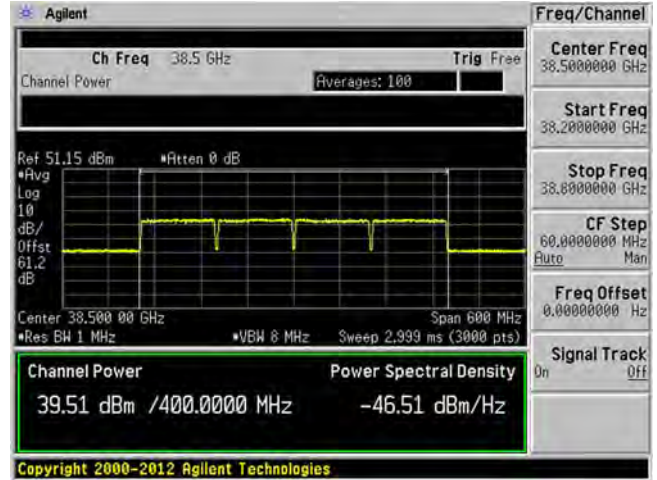 Agilent
Freq/Channel
Ch Freq 38.5 GHz Trig Free
Channel Power Averages: 100
Ref 51.15 dBm #Atten 0 dB
#Avg
Log
10
dB/
Offst
61.2
dB
Center 38.500 00 GHz Span 600 MHz
#Res BW 1 MHz #VBW 8 MHz Sweep 2.999 ms (3000 pts)
Channel Power Power Spectral Density
39.51 dBm /400.0000 MHz -46.51 dBm/Hz
Copyright 2000-2012 Agilent Technologies
Center Freq
38.5000000 GHz
Start Freq
38.2000000 GHz
Stop Freq
38.8000000 GHz
CF Step
60.0000000 MHz
Auto Man
Freq Offset
0.00000000 Hz
Signal Track
On Off